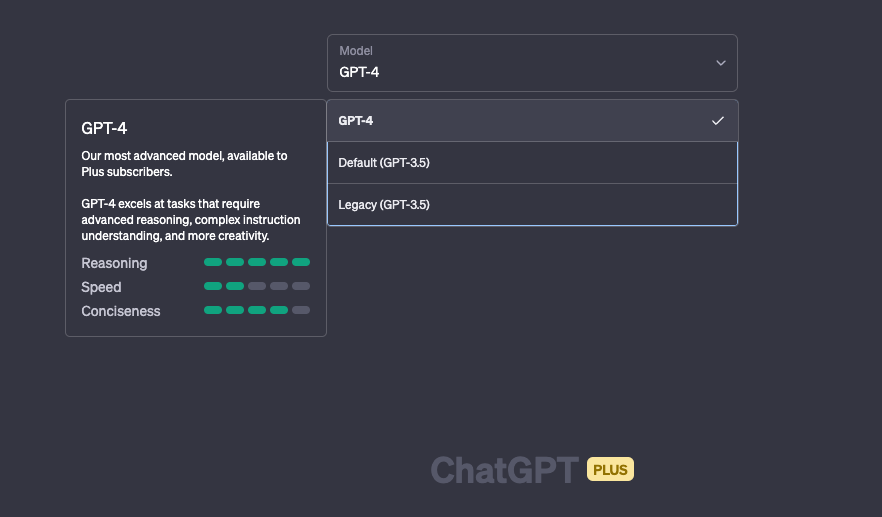 Model
GPT-4
GPT-4
Default (GPT-3.5)
Legacy (GPT-3.5)
GPT-4
Our most advanced model, available to
Plus subscribers.
GPT-4 excels at tasks that require
advanced reasoning, complex instruction
understanding, and more creativity.
Reasoning
Speed
Conciseness
ChatGPT PLUS